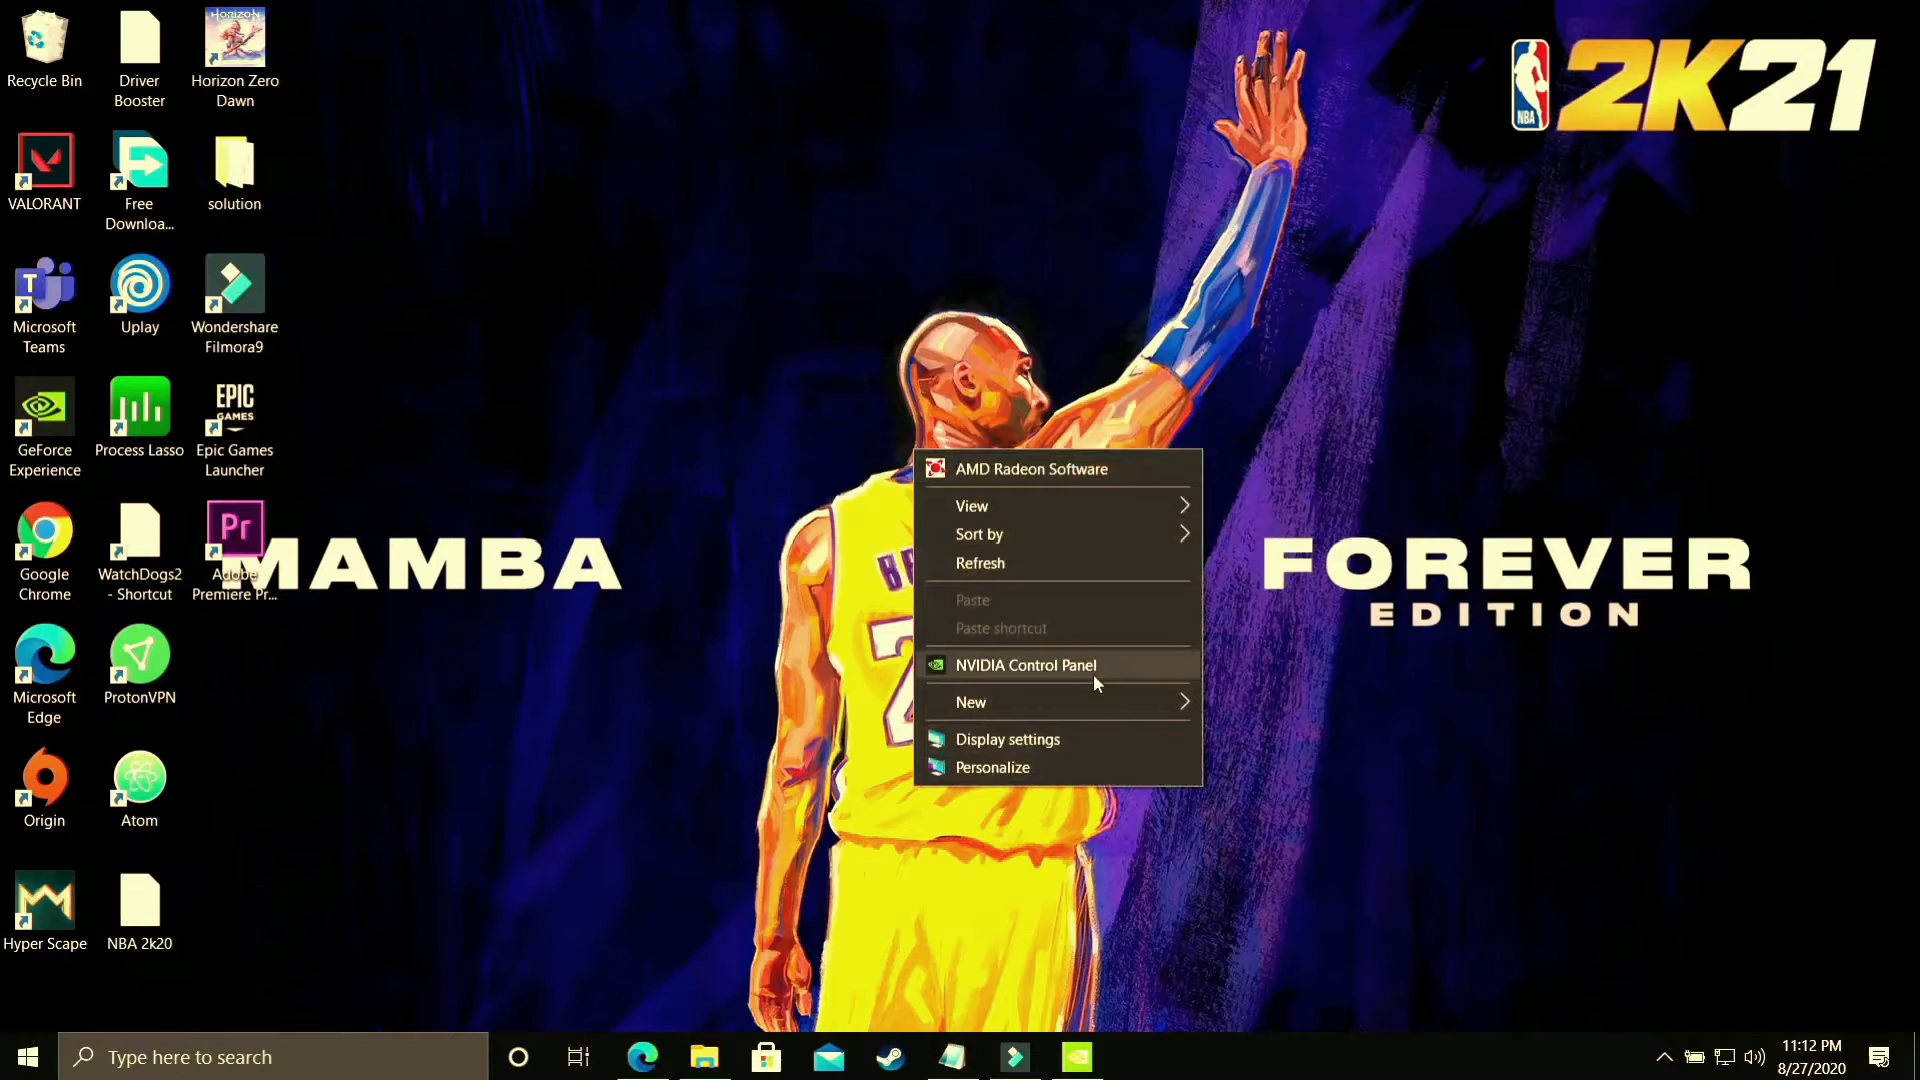 Recycle Bin
Driver
Booster
Horizon
Horizon Zero
Dawn
VALORANT
Free
Downloa...
solution
T
Microsoft
Teams
Uplay
Wondershare
Filmora9
GeForce
Experience
Process Lasso
EPIC
GAMES
Epic Games
Launcher
Google
Chrome
WatchDogs2
- Shortcut
Pr
Adobe
Premiere Pr...
Microsoft
Edge
ProtonVPN
Origin
Atom
Hyper Scape
NBA 2k20
NBA
2K21
MAMBA
FOREVER
EDITION
AMD Radeon Software
View
Sort by
Refresh
Paste
Paste shortcut
NVIDIA Control Panel
New
Display settings
Personalize
Type here to search
11:12 PM
8/27/2020